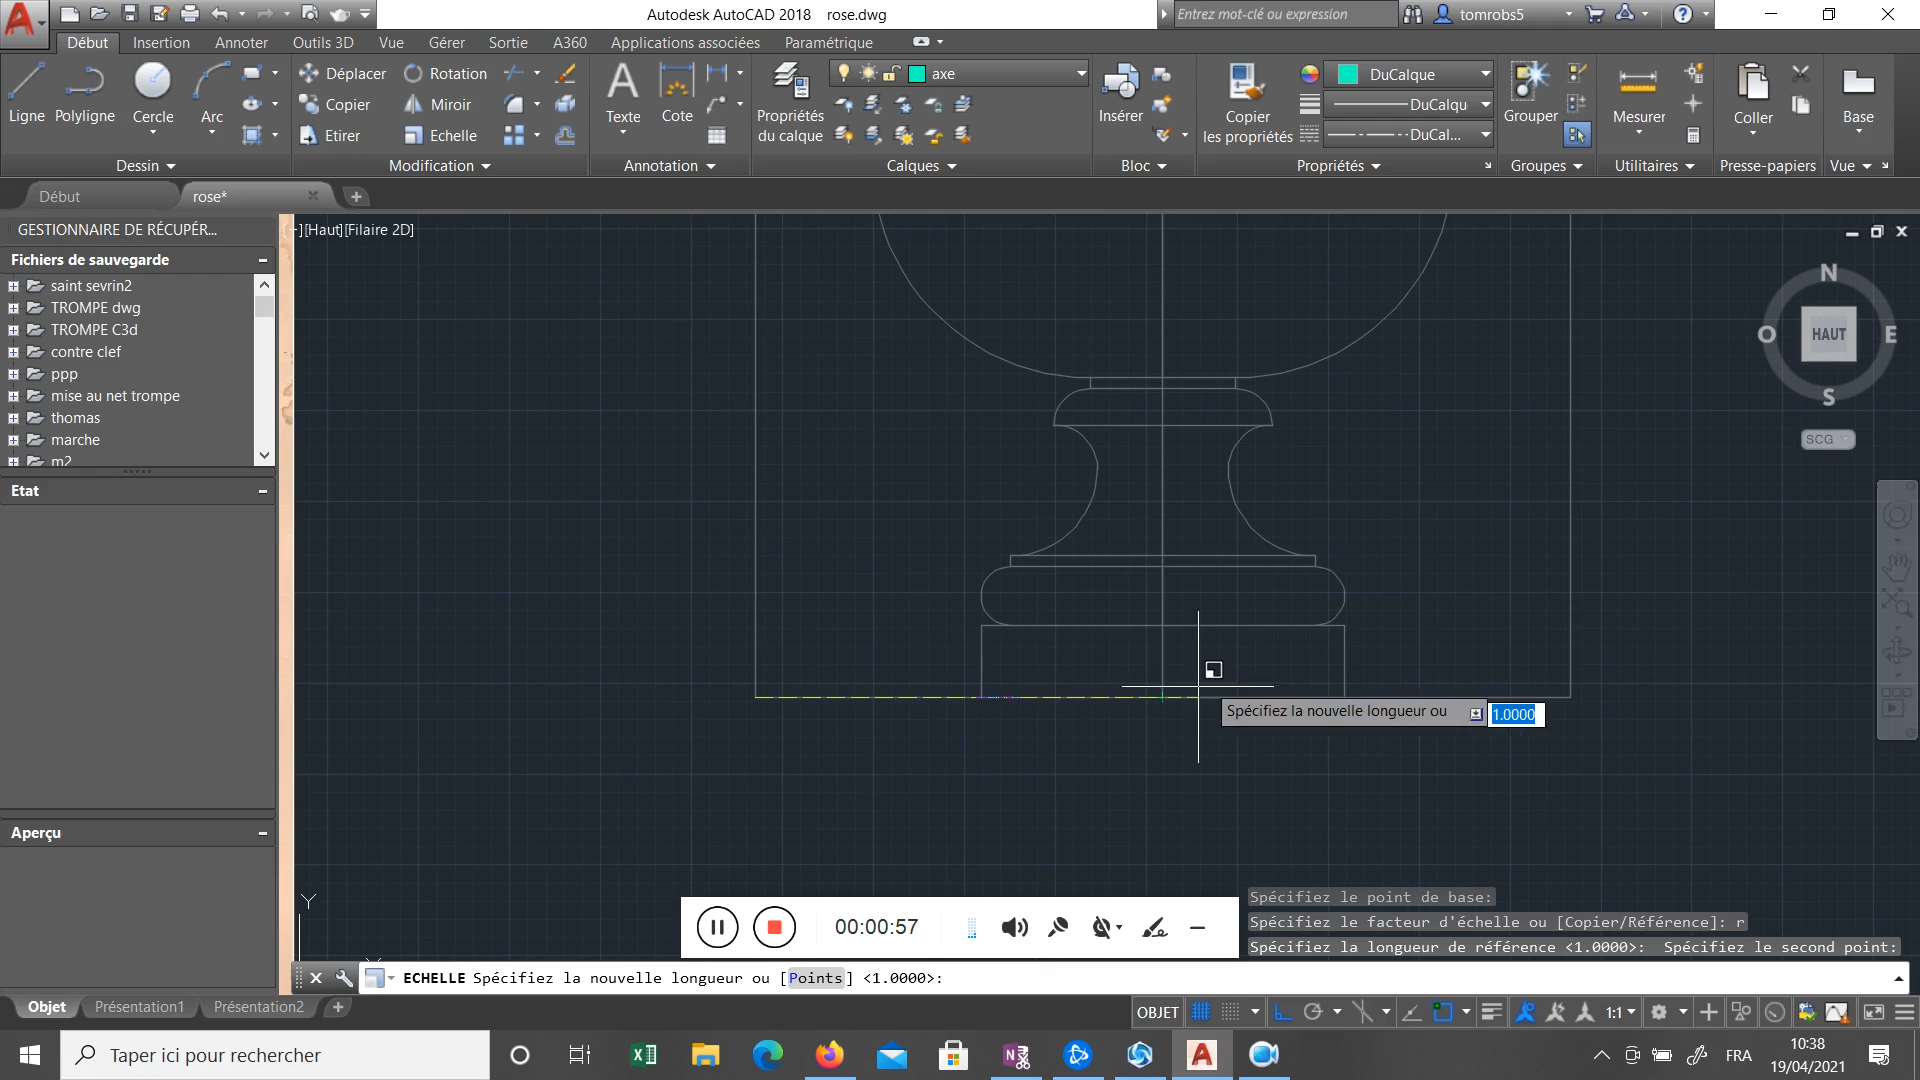 Autodesk AutoCAD 2018 rose.dwg
Entrez mot-clé ou expression
tomrobs5
Début Insertion Annoter Outils 3D Vue Gérer Sortie A360 Applications associées Paramétrique
Ligne Polyligne Cercle Arc
Déplacer Rotation
Copier Miroir
Etirer Echelle
Texte Cote
Propriétés du calque
axe
Insérer
Copier les propriétés
DuCalque
DuCalqu
DuCal...
Grouper
Mesurer
Coller
Base
Dessin Modification Annotation Calques Bloc Propriétés Groupes Utilitaires Presse-papiers Vue
Début rose*
GESTIONNAIRE DE RÉCUPÉR...
[−][Haut][Filaire 2D]
Fichiers de sauvegarde
saint sevrin2
TROMPE dwg
TROMPE C3d
contre clef
ppp
mise au net trompe
thomas
marche
m2
Etat
Aperçu
N
O HAUT E
S
SCG
Spécifiez la nouvelle longueur ou 1.0000
Y
Spécifiez le point de base:
Spécifiez le facteur d'échelle ou [Copier/Référence]: r
Spécifiez la longueur de référence <1.0000>: Spécifiez le second point:
00:00:57
ECHELLE Spécifiez la nouvelle longueur ou [Points] <1.0000>:
Objet Présentation1 Présentation2
OBJET 1:1
Taper ici pour rechercher
FRA
10:38
19/04/2021